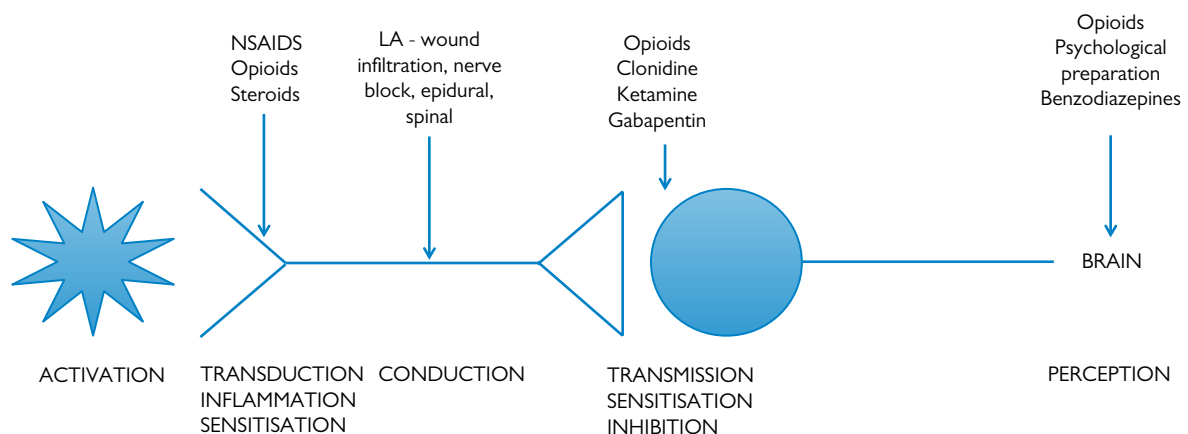 NSAIDS
Opioids
Steroids
LA - wound
infiltration, nerve
block, epidural,
spinal
Opioids
Clonidine
Ketamine
Gabapentin
Opioids
Psychological
preparation
Benzodiazepines
BRAIN
ACTIVATION
TRANSDUCTION
INFLAMMATION
SENSITISATION
CONDUCTION
TRANSMISSION
SENSITISATION
INHIBITION
PERCEPTION